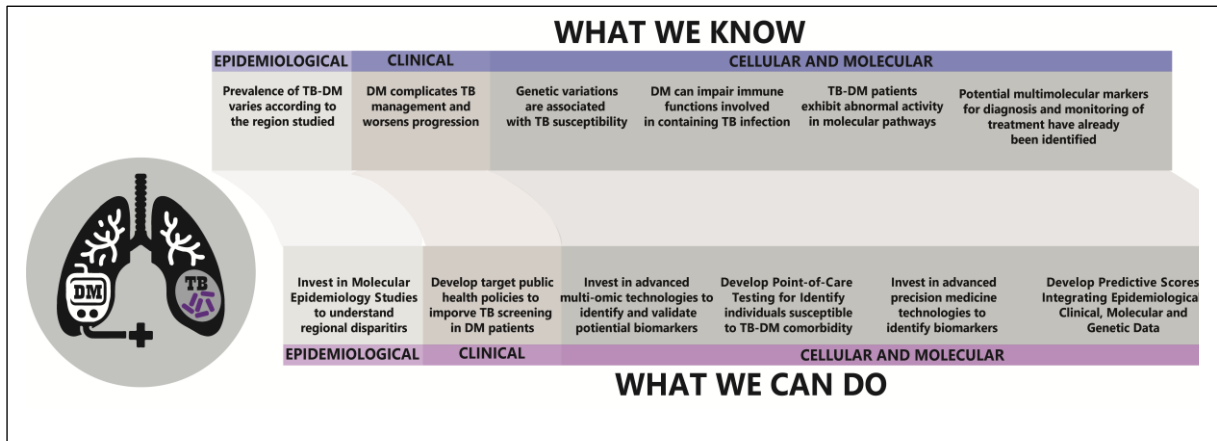 WHAT WE KNOW
EPIDEMIOLOGICAL
CLINICAL
CELLULAR AND MOLECULAR
Prevalence of TB-DM
varies according to
the region studied
DM complicates TB
management and
worsens progression
Genetic variations
are associated
with TB susceptibility
DM can impair immune
functions involved
in containing TB infection
TB-DM patients
exhibit abnormal activity
in molecular pathways
Potential multimolecular markers
for diagnosis and monitoring of
treatment have already
been identified
DM
TB
Invest in Molecular
Epidemiology Studies
to understand
regional disparitirs
Develop target public
health policies to
imporve TB screening
in DM patients
Invest in advanced
multi-omic technologies to
identify and validate
potiential biomarkers
Develop Point-of-Care
Testing for Identify
individuals susceptible
to TB-DM comorbidity
Invest in advanced
precision medicine
technologies to
identify biomarkers
Develop Predictive Scores
Integrating Epidemiological
Clinical, Molecular and
Genetic Data
EPIDEMIOLOGICAL
CLINICAL
CELLULAR AND MOLECULAR
WHAT WE CAN DO